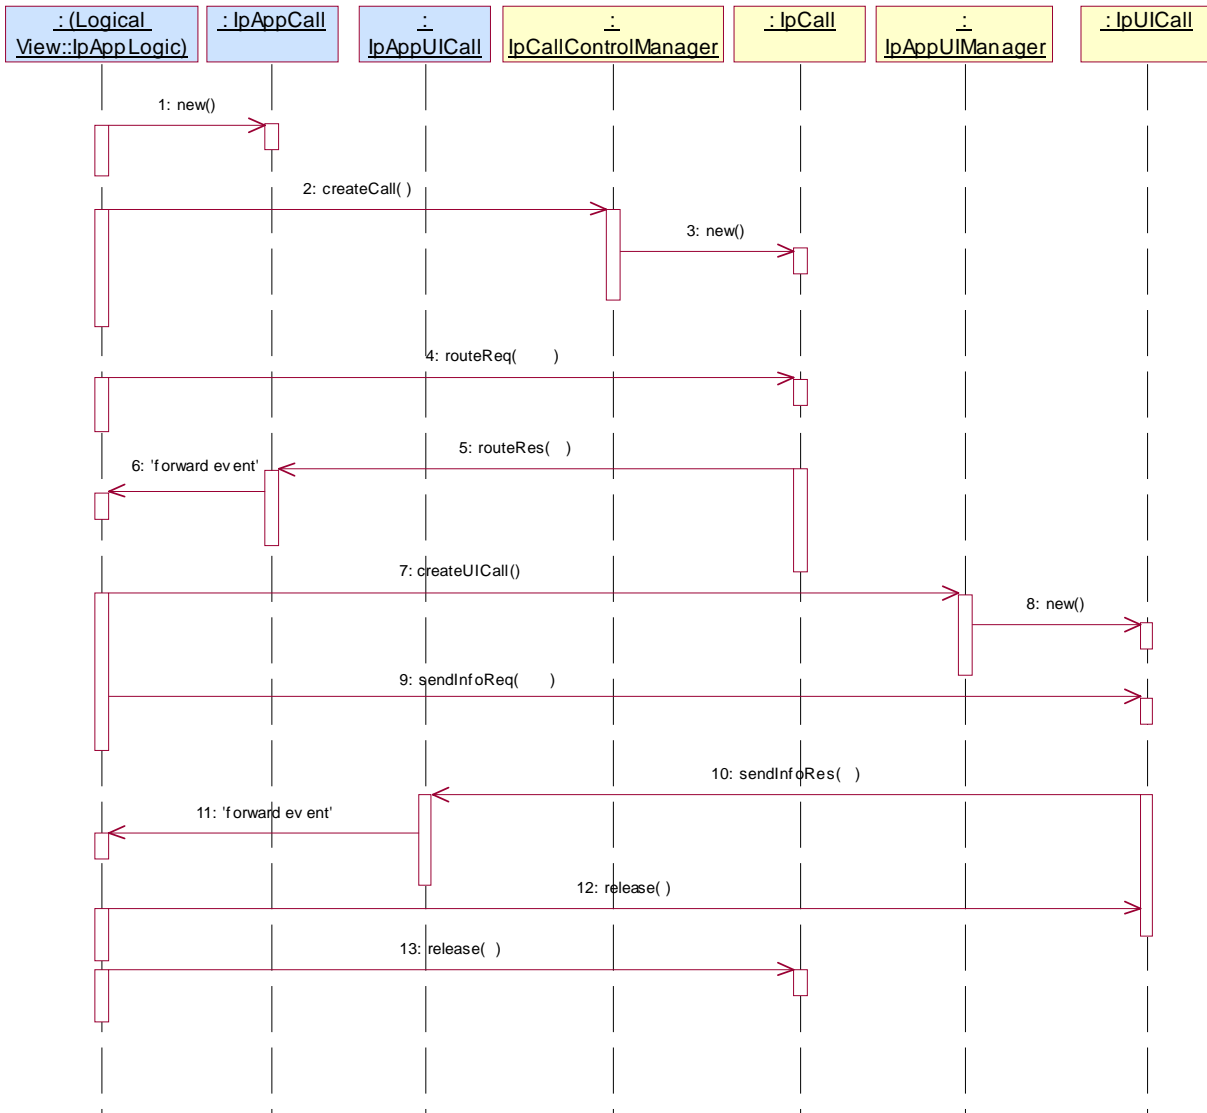 : (Logical
View::IpAppLogic)
: IpAppCall
:
IpAppUICall
:
IpCallControlManager
: IpCall
:
IpAppUIManager
: IpUICall
1: new()
2: createCall( )
3: new()
4: routeReq( )
5: routeRes( )
6: 'forward event'
7: createUICall()
8: new()
9: sendInfoReq( )
10: sendInfoRes( )
11: 'forward event'
12: release( )
13: release( )